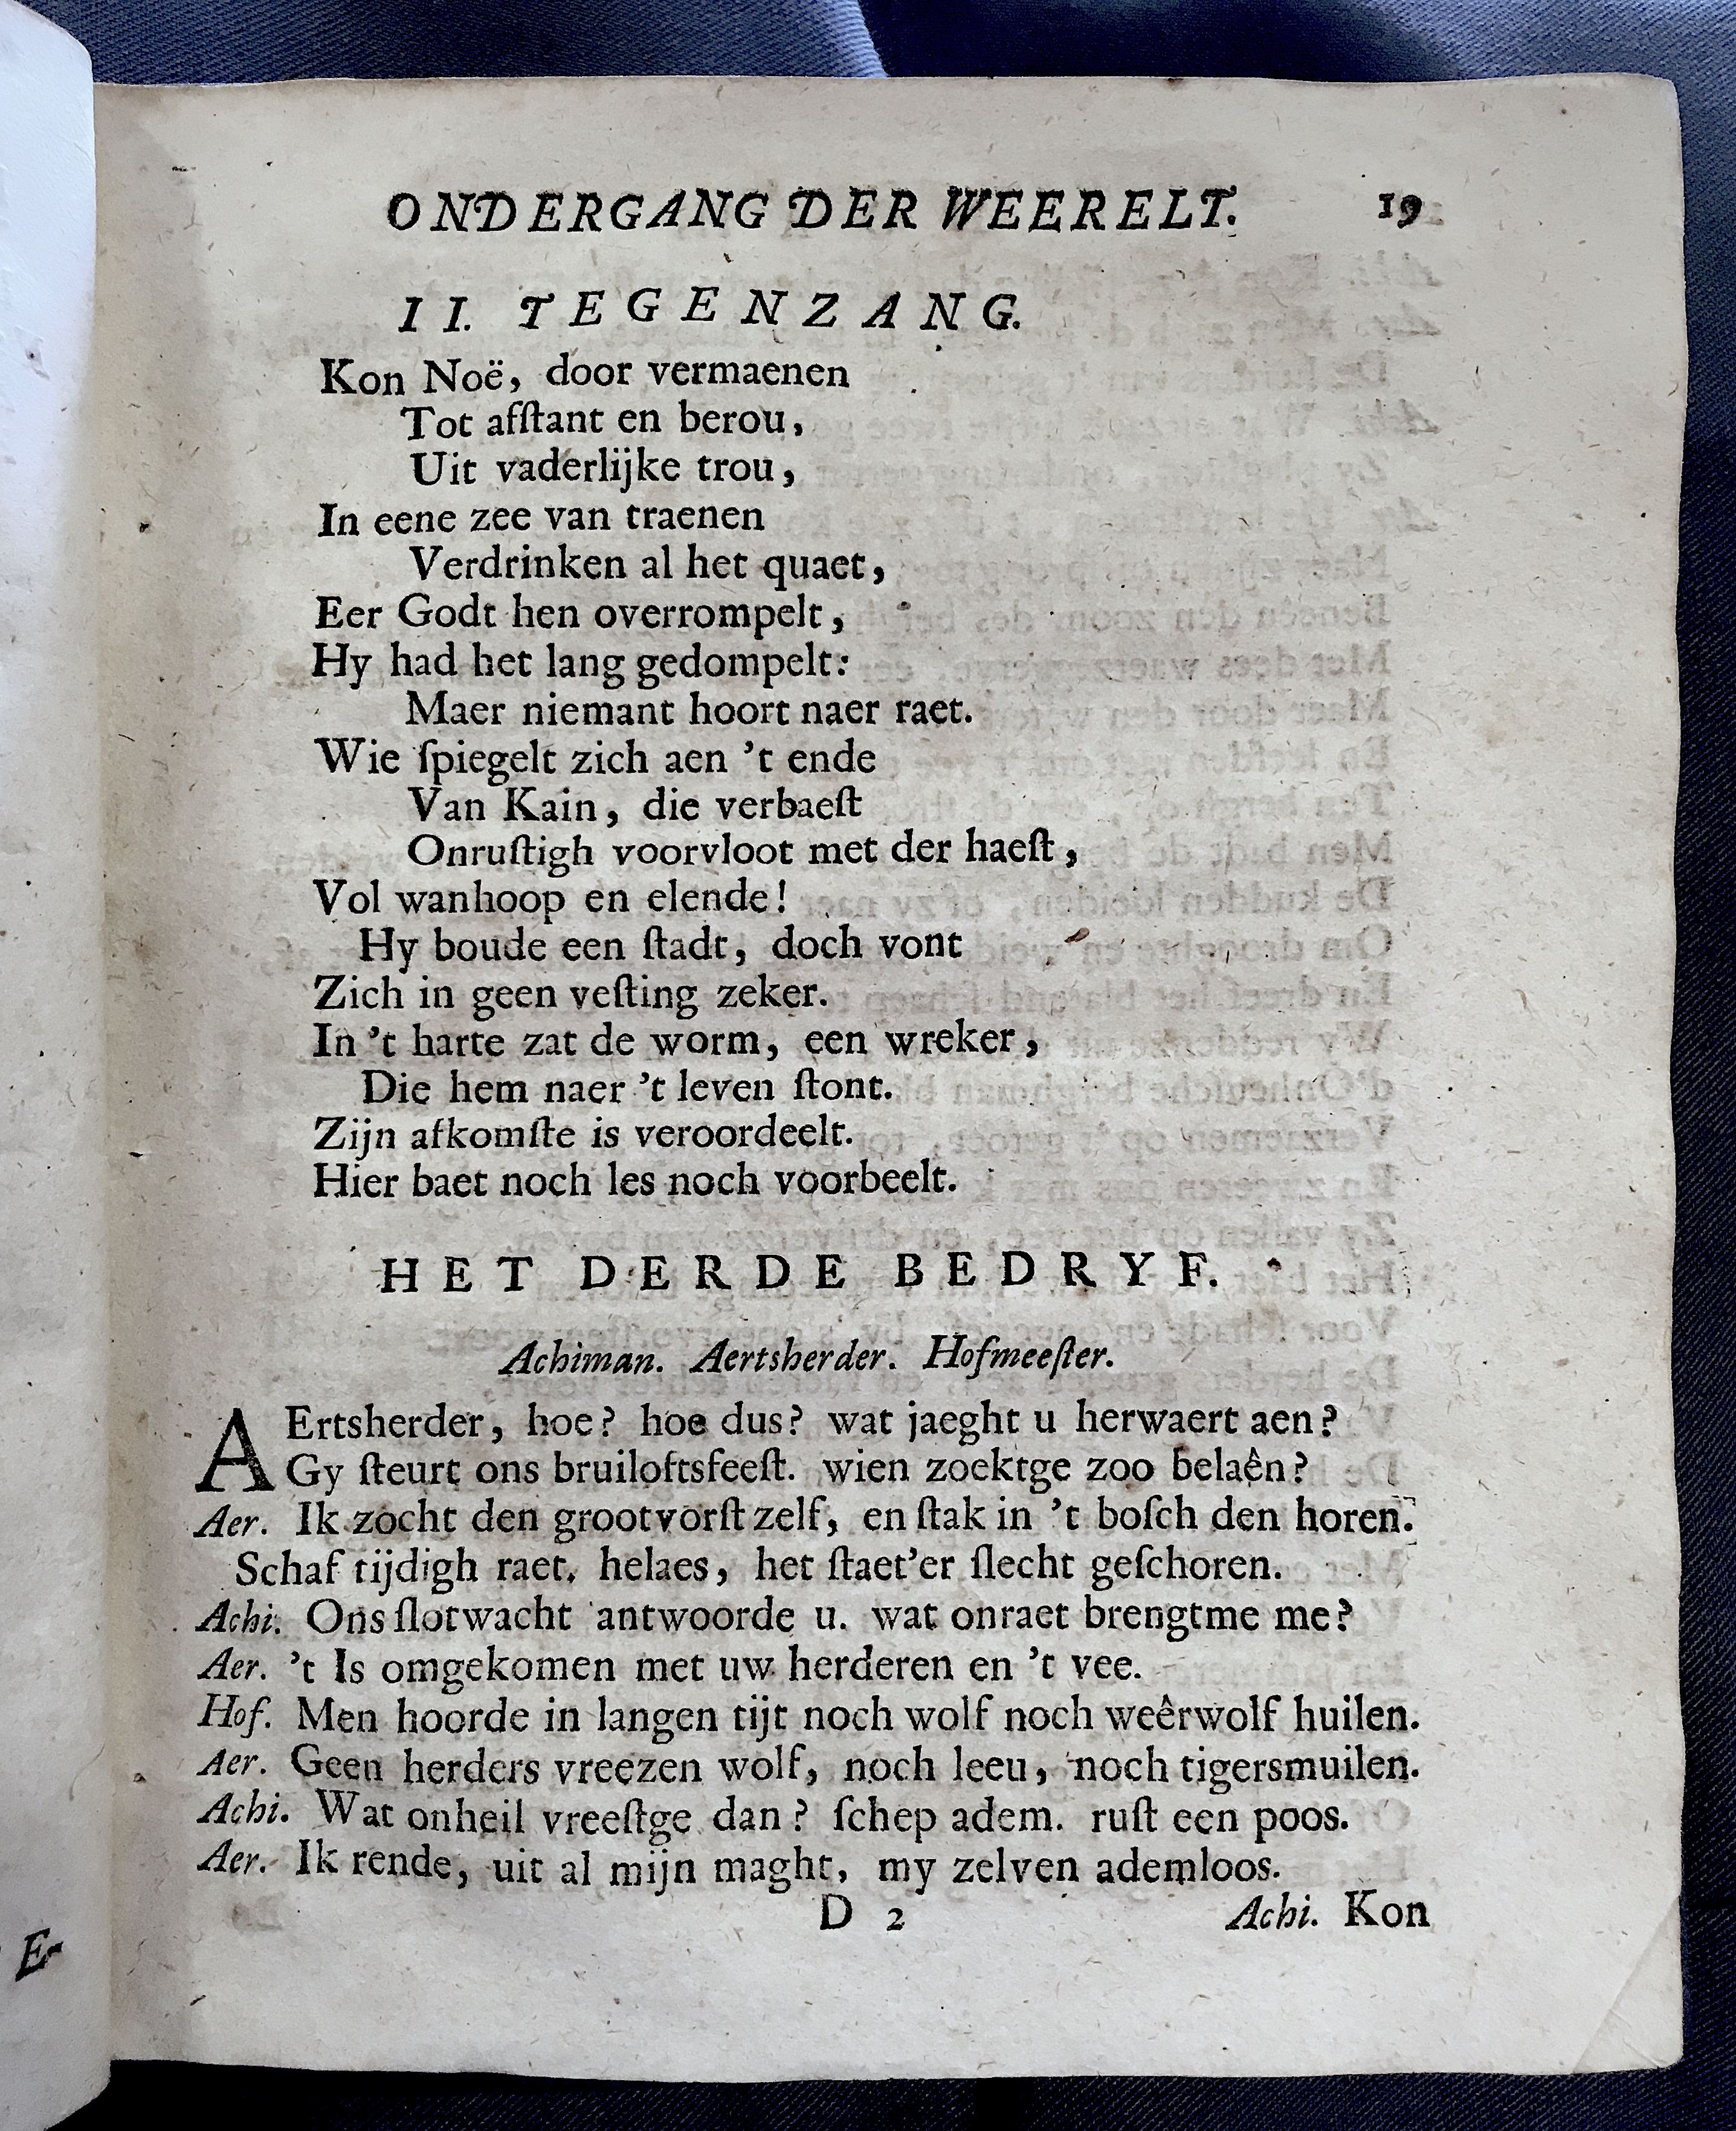 ONDERGANG DER WEERELT. 19
II. TEGENZANG.
Kon Noë, door vermaenen
Tot afſtant en berou,
Uit vaderlijke trou,
In eene zee van traenen
Verdrinken al het quaet,
Eer Godt hen overrompelt,
Hy had het lang gedompelt:
Maer niemant hoort naer raet.
Wie ſpiegelt zich aen 't ende
Van Kain, die verbaeſt
Onruſtigh voorvloot met der haeſt,
Vol wanhoop en elende!
Hy boude een ſtadt, doch vont
Zich in geen veſting zeker.
In 't harte zat de worm, een wreker,
Die hem naer 't leven ſtont.
Zijn afkomſte is veroordeelt.
Hier baet noch les noch voorbeelt.
HET DERDE BEDRYF.
Achiman. Aertsherder. Hofmeeſter.
AErtsherder, hoe? hoe dus? wat jaeght u herwaert aen?
Gy ſteurt ons bruiloftsfeeſt. wien zoektge zoo belaên?
Aer. Ik zocht den grootvorſt zelf, en ſtak in 't boſch den horen.
Schaf tijdigh raet, helaes, het ſtaet'er ſlecht geſchoren.
Achi. Ons ſlotwacht antwoorde u. wat onraet brengtme me?
Aer. 't Is omgekomen met uw herderen en 't vee.
Hof. Men hoorde in langen tijt noch wolf noch weêrwolf huilen.
Aer. Geen herders vreezen wolf, noch leeu, noch tigersmuilen.
Achi. Wat onheil vreeſtge dan? ſchep adem. ruſt een poos.
Aer. Ik rende, uit al mijn maght, my zelven ademloos.
D 2 Achi. Kon
E-